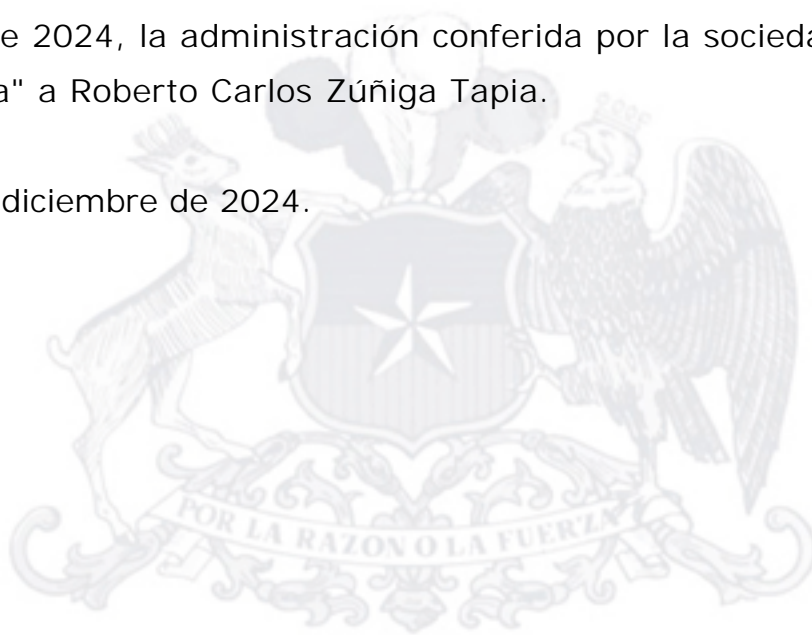 e 2024, la administración conferida por la socieda
a" a Roberto Carlos Zúñiga Tapia.
diciembre de 2024.
POR LA RAZON O LA FUERZA